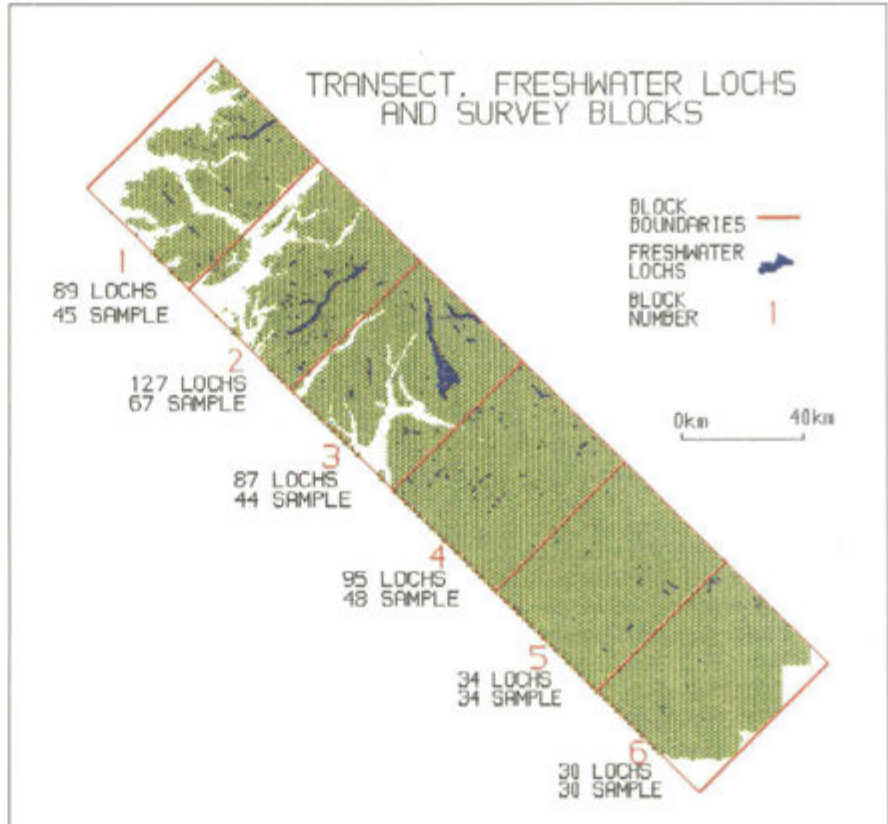 TRANSECT. FRESHWATER LOCHS
AND SURVEY BLOCKS
BLOCK
BOUNDARIES
FRESHWATER
LOCHS
BLOCK
NUMBER
1
0km 40km
1
89 LOCHS
45 SAMPLE
2
127 LOCHS
67 SAMPLE
3
87 LOCHS
44 SAMPLE
4
95 LOCHS
48 SAMPLE
5
34 LOCHS
34 SAMPLE
6
30 LOCHS
30 SAMPLE